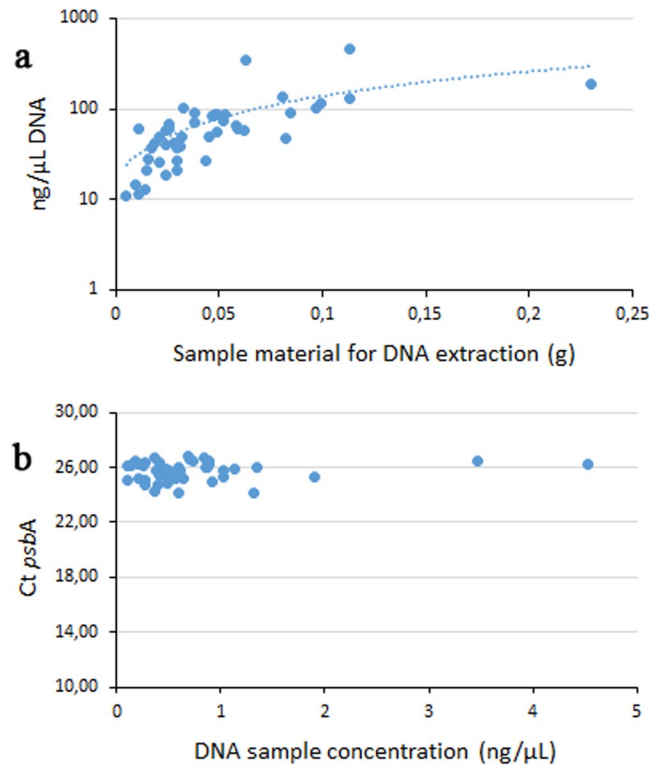 a
1000
100
10
1
ng/µL DNA
0 0,05 0,1 0,15 0,2 0,25
Sample material for DNA extraction (g)
b
30,00
26,00
22,00
18,00
14,00
10,00
Ct psbA
0 1 2 3 4 5
DNA sample concentration (ng/µL)